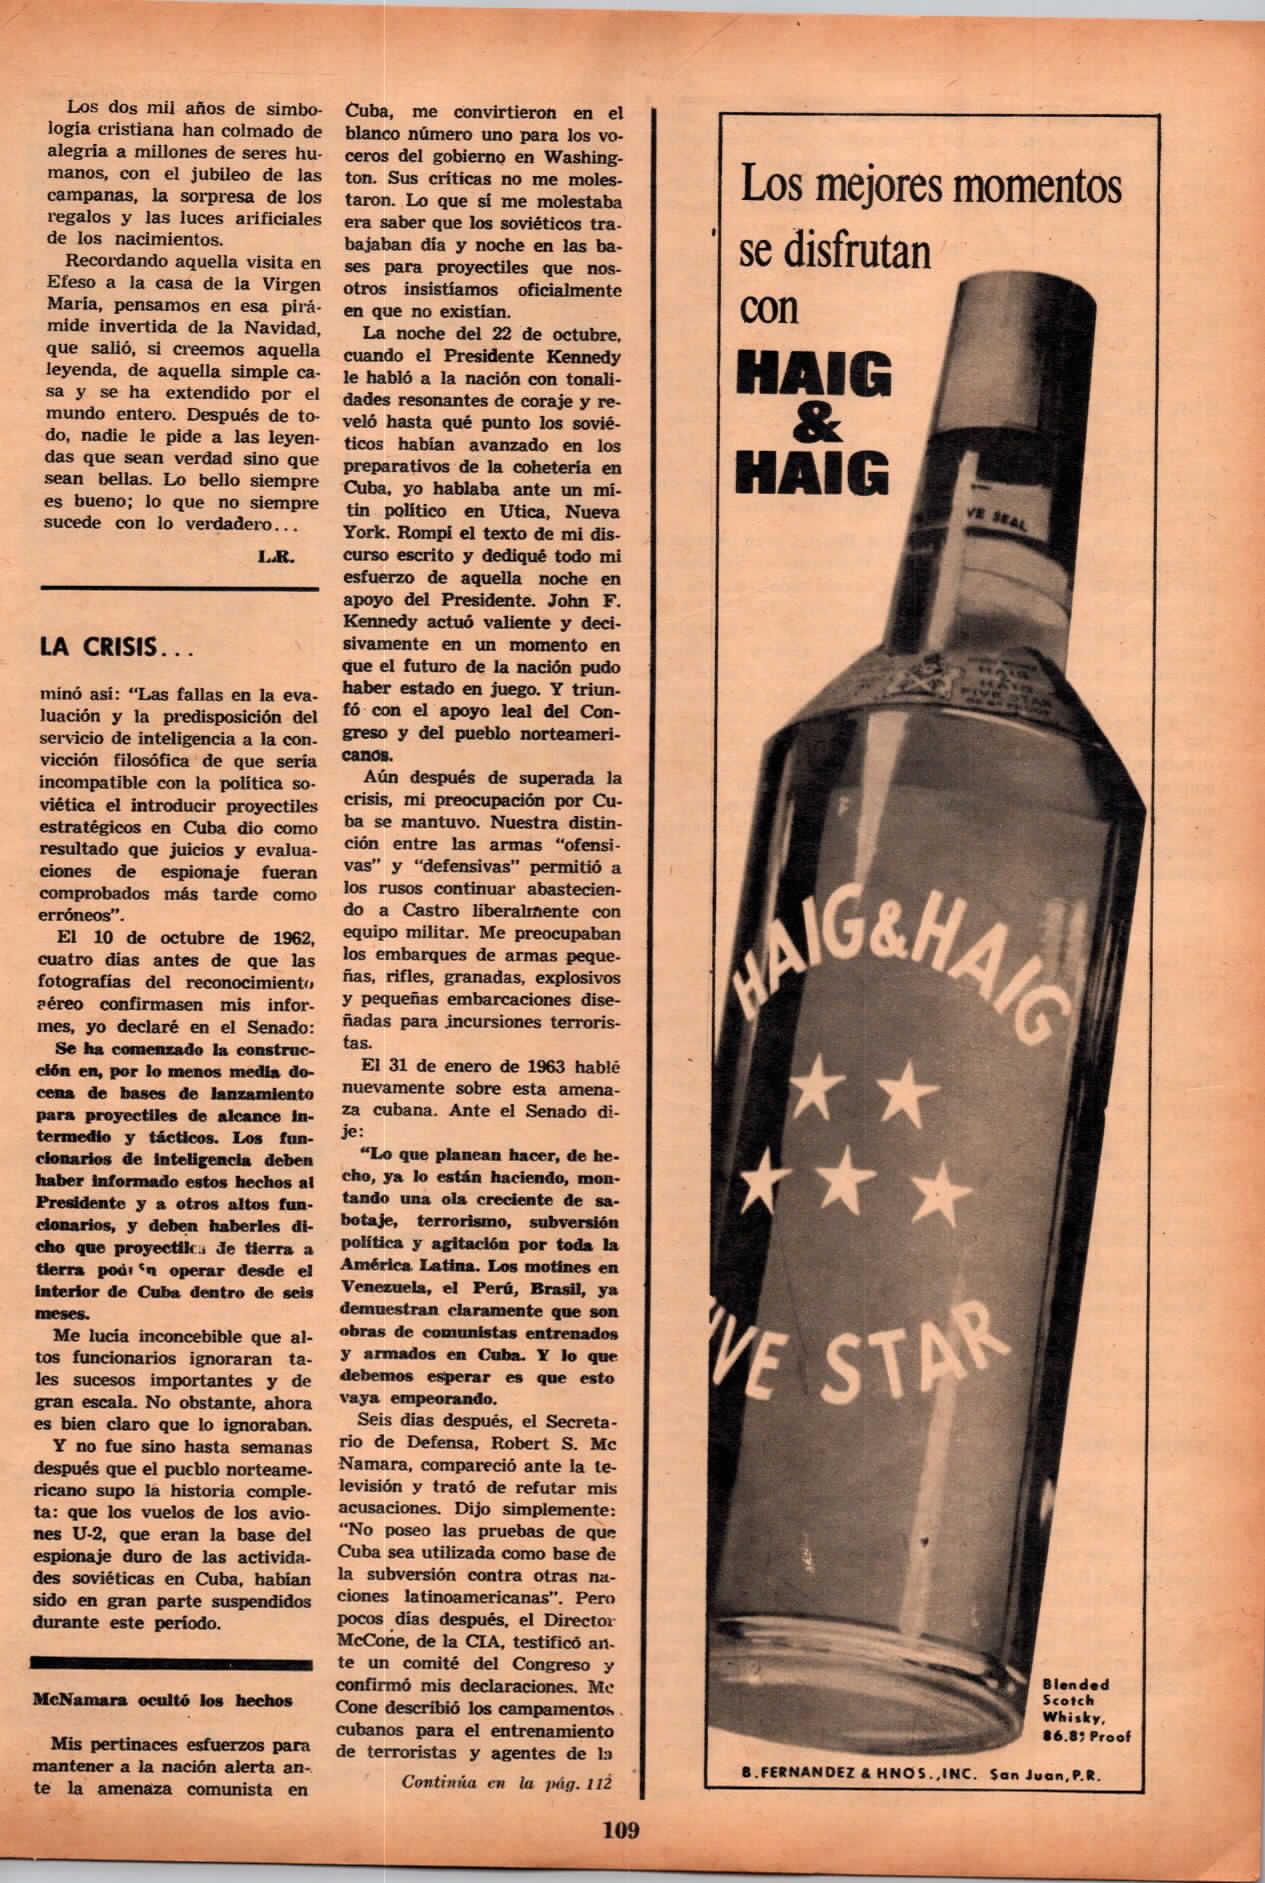 Los dos mil años de simbo-
logía cristiana han colmado de
alegría a millones de seres hu-
manos, con el jubileo de las
campanas, la sorpresa de los
regalos y las luces arificiales
de los nacimientos.
Recordando aquella visita en
Efeso a la casa de la Virgen
María, pensamos en esa pirá-
mide invertida de la Navidad,
que salió, si creemos aquella
leyenda, de aquella simple ca-
sa y se ha extendido por el
mundo entero. Después de to-
do, nadie le pide a las leyen-
das que sean verdad sino que
sean bellas. Lo bello siempre
es bueno; lo que no siempre
sucede con lo verdadero...
L.R.
LA CRISIS...
minó así: "Las fallas en la eva-
luación y la predisposición del
servicio de inteligencia a la con-
vicción filosófica de que sería
incompatible con la política so-
viética el introducir proyectiles
estratégicos en Cuba dio como
resultado que juicios y evalua-
ciones de espionaje fueran
comprobados más tarde como
erróneos".
El 10 de octubre de 1962,
cuatro días antes de que las
fotografías del reconocimiento
aéreo confirmasen mis infor-
mes, yo declaré en el Senado:
Se ha comenzado la construc-
ción en, por lo menos media do-
cena de bases de lanzamiento
para proyectiles de alcance in-
termedio y tácticos. Los fun-
cionarios de inteligencia deben
haber informado estos hechos al
Presidente y a otros altos fun-
cionarios, y deben haberles di-
cho que proyectiles de tierra a
tierra podrán operar desde el
interior de Cuba dentro de seis
meses.
Me lucía inconcebible que al-
tos funcionarios ignoraran ta-
les sucesos importantes y de
gran escala. No obstante, ahora
es bien claro que lo ignoraban.
Y no fue sino hasta semanas
después que el pueblo norteame-
ricano supo la historia comple-
ta: que los vuelos de los avio-
nes U-2, que eran la base del
espionaje duro de las activida-
des soviéticas en Cuba, habían
sido en gran parte suspendidos
durante este período.
McNamara ocultó los hechos
Mis pertinaces esfuerzos para
mantener a la nación alerta an-
te la amenaza comunista en
Cuba, me convirtieron en el
blanco número uno para los vo-
ceros del gobierno en Washing-
ton. Sus críticas no me moles-
taron. Lo que sí me molestaba
era saber que los soviéticos tra-
bajaban día y noche en las ba-
ses para proyectiles que nos-
otros insistíamos oficialmente
en que no existían.
La noche del 22 de octubre,
cuando el Presidente Kennedy
le habló a la nación con tonali-
dades resonantes de coraje y re-
veló hasta qué punto los sovié-
ticos habían avanzado en los
preparativos de la cohetería en
Cuba, yo hablaba ante un mi-
tin político en Utica, Nueva
York. Rompí el texto de mi dis-
curso escrito y dediqué todo mi
esfuerzo de aquella noche en
apoyo del Presidente. John F.
Kennedy actuó valiente y deci-
sivamente en un momento en
que el futuro de la nación pudo
haber estado en juego. Y triun-
fó con el apoyo leal del Con-
greso y del pueblo norteameri-
canos.
Aún después de superada la
crisis, mi preocupación por Cu-
ba se mantuvo. Nuestra distin-
ción entre las armas "ofensi-
vas" y "defensivas" permitió a
los rusos continuar abastecien-
do a Castro liberalmente con
equipo militar. Me preocupaban
los embarques de armas peque-
ñas, rifles, granadas, explosivos
y pequeñas embarcaciones dise-
ñadas para incursiones terroris-
tas.
El 31 de enero de 1963 hablé
nuevamente sobre esta amena-
za cubana. Ante el Senado di-
je:
"Lo que planean hacer, de he-
cho, ya lo están haciendo, mon-
tando una ola creciente de sa-
botaje, terrorismo, subversión
política y agitación por toda la
América Latina. Los motines en
Venezuela, el Perú, Brasil, ya
demuestran claramente que son
obras de comunistas entrenados
y armados en Cuba. Y lo que
debemos esperar es que esto
vaya empeorando.
Seis días después, el Secreta-
rio de Defensa, Robert S. Mc
Namara, compareció ante la te-
levisión y trató de refutar mis
acusaciones. Dijo simplemente:
"No poseo las pruebas de que
Cuba sea utilizada como base de
la subversión contra otras na-
ciones latinoamericanas". Pero
pocos días después, el Director
McCone, de la CIA, testificó an-
te un comité del Congreso y
confirmó mis declaraciones. Mc
Cone describió los campamentos
cubanos para el entrenamiento
de terroristas y agentes de la
Continúa en la pág. 112
Los mejores momentos
se disfrutan
con
HAIG
&
HAIG
VE SEAL
HAIG
&
HAIG
FIVE STAR
HAIG & HAIG
IVE STAR
Blended
Scotch
Whisky,
86.8° Proof
B. FERNANDEZ & HNOS., INC. San Juan, P.R.
109